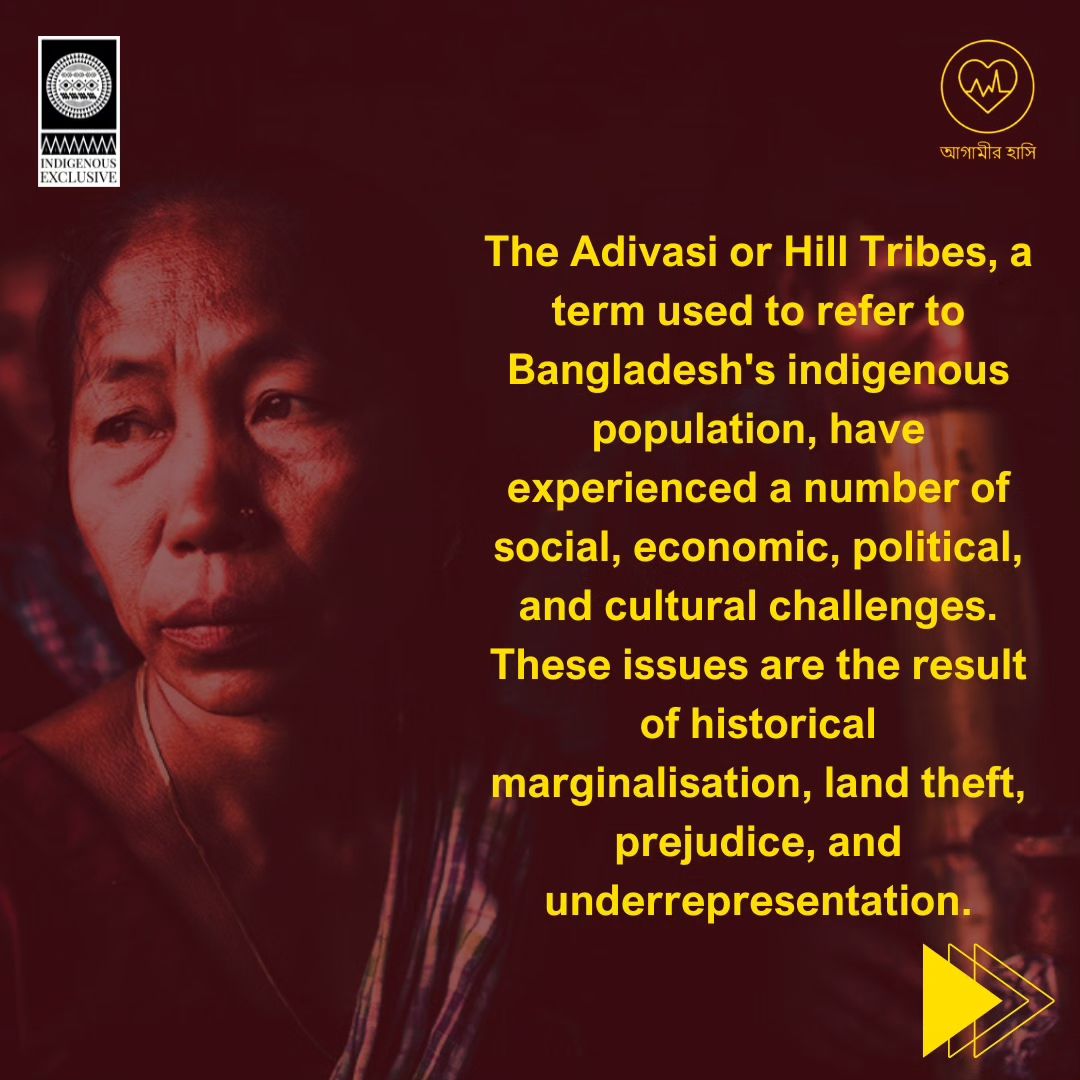 INDIGENOUS
EXCLUSIVE
আগামীর হাসি
The Adivasi or Hill Tribes, a
term used to refer to
Bangladesh's indigenous
population, have
experienced a number of
social, economic, political,
and cultural challenges.
These issues are the result
of historical
marginalisation, land theft,
prejudice, and
underrepresentation.